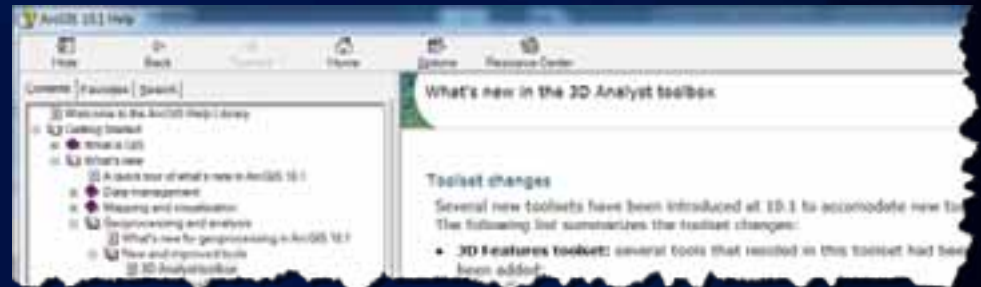 ArcGIS 10.1 Help
Hide Back Home Options Resource Center
Contents Favorites Search
Welcome to the ArcGIS Help Library
Getting Started
What is GIS
What's new
A quick tour of what's new in ArcGIS 10.1
Data management
Mapping and visualization
Geoprocessing and analysis
What's new for geoprocessing in ArcGIS 10.1
New and improved tools
3D Analyst toolbox
What's new in the 3D Analyst toolbox
Toolset changes
Several new toolsets have been introduced at 10.1 to accomodate new
The following list summarizes the toolset changes:
• 3D Features toolset: several tools that resided in this toolset had
been added: